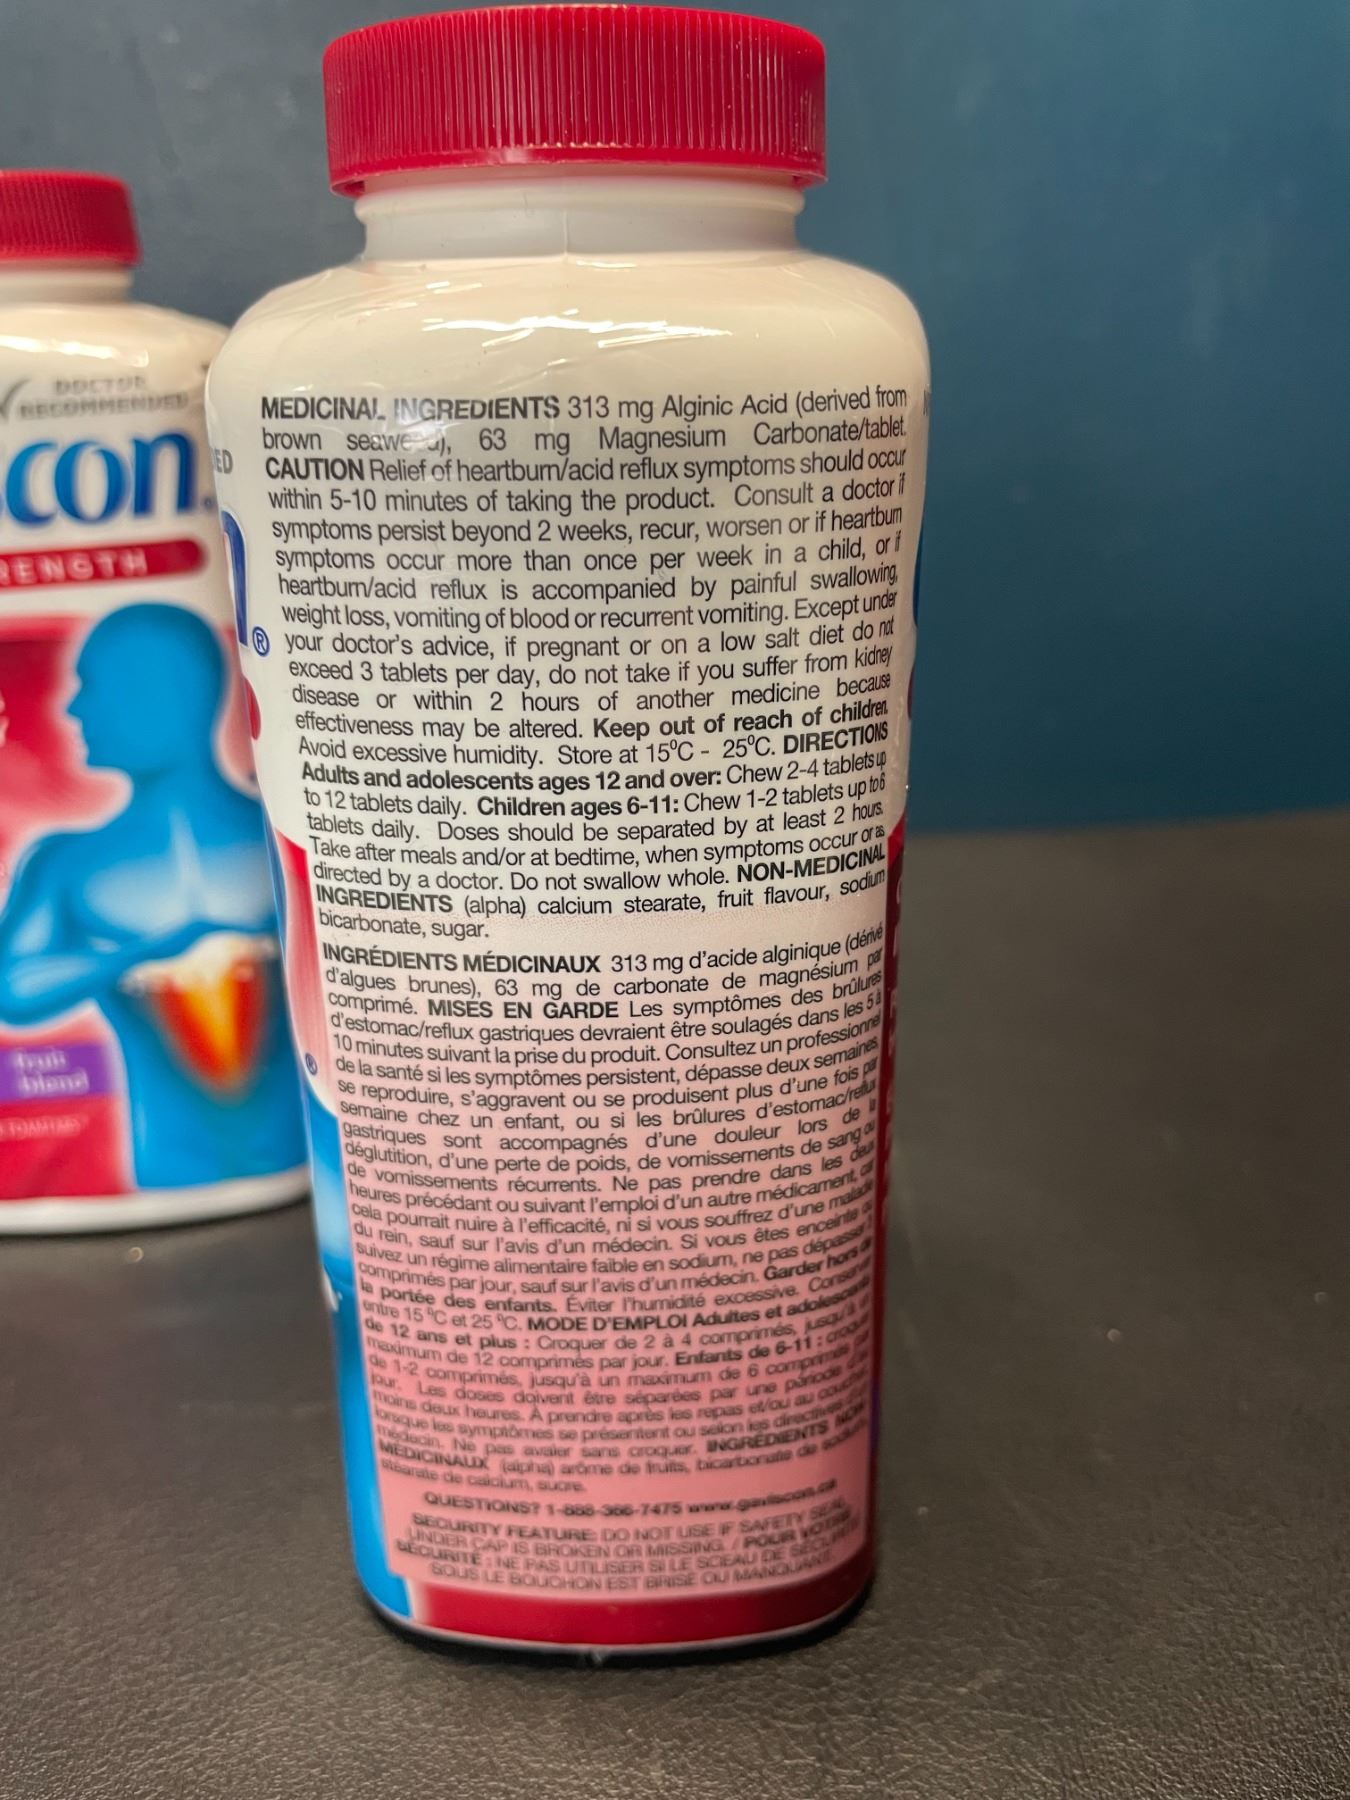 DOCTOR
RECOMMENDED
con
ED
RENGTH
fruit
blend
®
®
MEDICINAL INGREDIENTS 313 mg Alginic Acid (derived from
brown seaweed), 63 mg Magnesium Carbonate/tablet.
CAUTION Relief of heartburn/acid reflux symptoms should occur
within 5-10 minutes of taking the product. Consult a doctor if
symptoms persist beyond 2 weeks, recur, worsen or if heartburn
symptoms occur more than once per week in a child, or if
heartburn/acid reflux is accompanied by painful swallowing,
weight loss, vomiting of blood or recurrent vomiting. Except under
your doctor's advice, if pregnant or on a low salt diet do not
exceed 3 tablets per day, do not take if you suffer from kidney
disease or within 2 hours of another medicine because
effectiveness may be altered. Keep out of reach of children.
Avoid excessive humidity. Store at 15°C - 25°C. DIRECTIONS
Adults and adolescents ages 12 and over: Chew 2-4 tablets up
to 12 tablets daily. Children ages 6-11: Chew 1-2 tablets up to 6
tablets daily. Doses should be separated by at least 2 hours.
Take after meals and/or at bedtime, when symptoms occur or as
directed by a doctor. Do not swallow whole. NON-MEDICINAL
INGREDIENTS (alpha) calcium stearate, fruit flavour, sodium
bicarbonate, sugar.
INGRÉDIENTS MÉDICINAUX 313 mg d'acide alginique (dérivé
d'algues brunes), 63 mg de carbonate de magnésium par
comprimé. MISES EN GARDE Les symptômes des brûlures
d'estomac/reflux gastriques devraient être soulagés dans les 5 à
10 minutes suivant la prise du produit. Consultez un professionnel
de la santé si les symptômes persistent, dépasse deux semaines,
se reproduire, s'aggravent ou se produisent plus d'une fois par
semaine chez un enfant, ou si les brûlures d'estomac/reflux
gastriques sont accompagnés d'une douleur lors de la
déglutition, d'une perte de poids, de vomissements de sang ou
de vomissements récurrents. Ne pas prendre dans les deux
heures précédant ou suivant l'emploi d'un autre médicament, car
cela pourrait nuire à l'efficacité, ni si vous souffrez d'une maladie
du rein, sauf sur l'avis d'un médecin. Si vous êtes enceinte ou
suivez un régime alimentaire faible en sodium, ne pas dépasser 3
comprimés par jour, sauf sur l'avis d'un médecin. Garder hors de
la portée des enfants. Éviter l'humidité excessive. Conserver
entre 15 °C et 25 °C. MODE D'EMPLOI Adultes et adolescents
de 12 ans et plus : Croquer de 2 à 4 comprimés, jusqu'à un
maximum de 12 comprimés par jour. Enfants de 6-11 : croquer
de 1-2 comprimés, jusqu'à un maximum de 6 comprimés par
jour. Les doses doivent être séparées par une période d'au
moins deux heures. À prendre après les repas et/ou au coucher
lorsque les symptômes se présentent ou selon les directives du
médecin. Ne pas avaler sans croquer. INGRÉDIENTS NON
MÉDICINAUX (alpha) arôme de fruits, bicarbonate de sodium,
stéarate de calcium, sucre.
QUESTIONS? 1-888-366-7475 www.gaviscon.ca
SECURITY FEATURE: DO NOT USE IF SAFETY SEAL
UNDER CAP IS BROKEN OR MISSING. / POUR VOTRE
SÉCURITÉ : NE PAS UTILISER SI LE SCEAU DE SÉCURITÉ
SOUS LE BOUCHON EST BRISÉ OU MANQUANT.